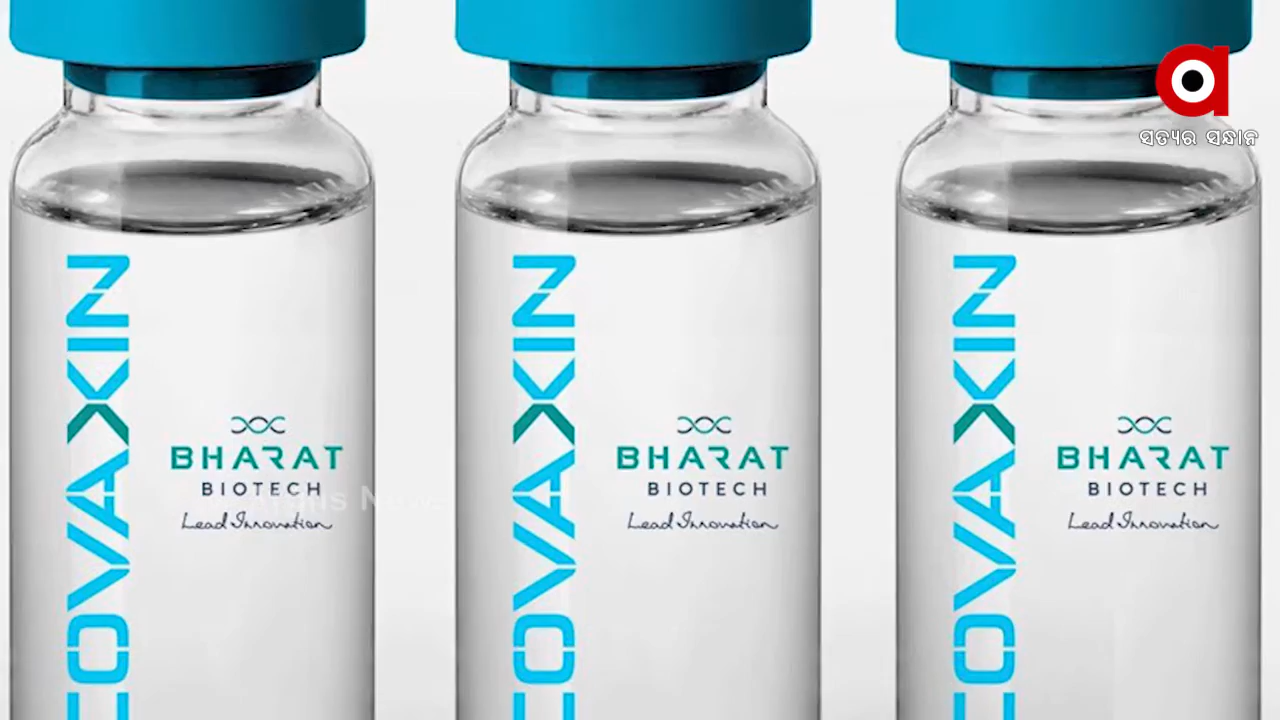 ସତ୍ୟର ସନ୍ଧାନ
COVAXIN
BHARAT
BIOTECH
Lead Innovation
COVAXIN
BHARAT
BIOTECH
Lead Innovation
COVAXIN
BHARAT
BIOTECH
Lead Innovation